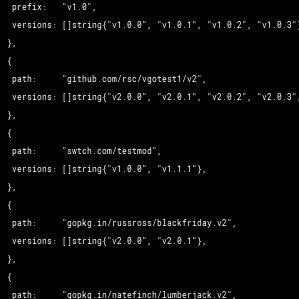 prefix:   "v1.0",
versions: []string{"v1.0.0", "v1.0.1", "v1.0.2", "v1.0.3"
},
{
path:     "github.com/rsc/vgotest1/v2",
versions: []string{"v2.0.0", "v2.0.1", "v2.0.2", "v2.0.3",
},
{
path:     "swtch.com/testmod",
versions: []string{"v1.0.0", "v1.1.1"},
},
{
path:     "gopkg.in/russross/blackfriday.v2",
versions: []string{"v2.0.0", "v2.0.1"},
},
{
path:     "gopkg.in/natefinch/lumberjack.v2",